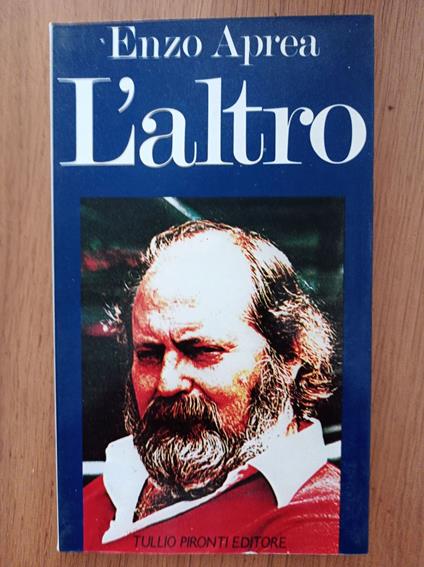 Enzo Aprea
L'altro
TULLIO PIRONTI EDITORE